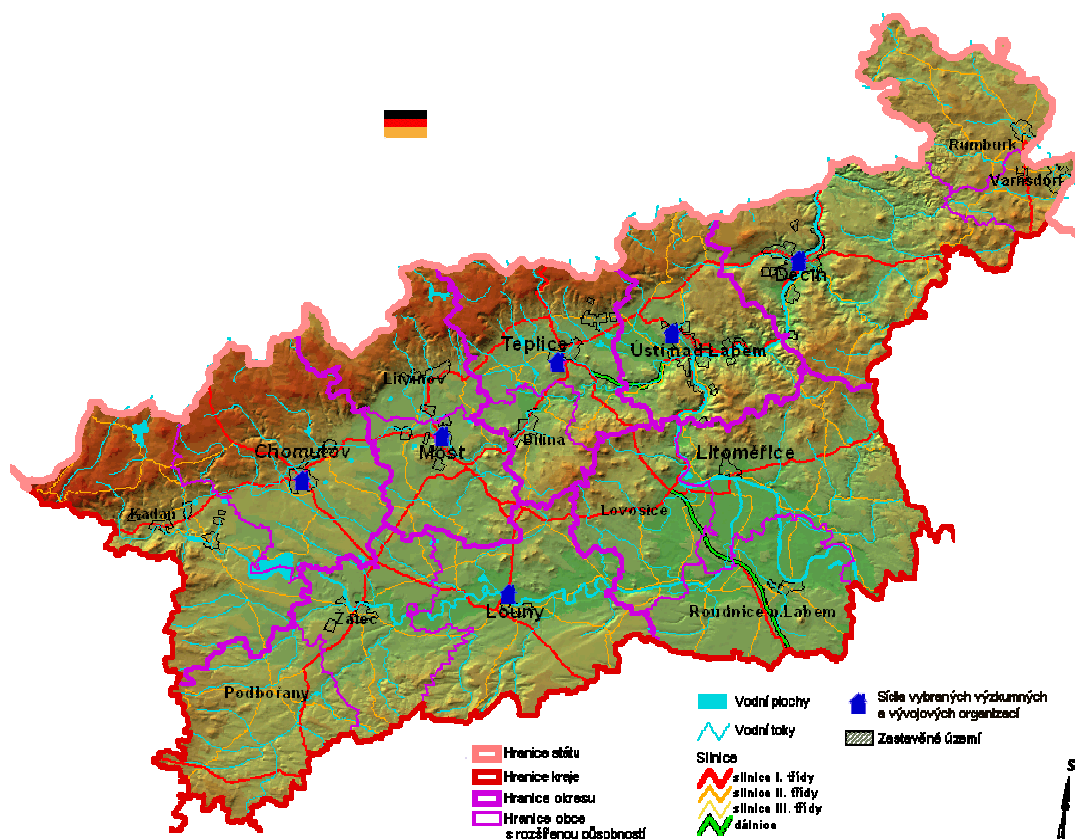 Rumburk
Varnsdorf
Děčín
Teplice
Ústí nad Labem
Litvínov
Bílina
Most
Chomutov
Litoměřice
Kadaň
Lovosice
Louny
Roudnice n.Labem
Žatec
Podbořany
Vodní plochy
Vodní toky
Sídla vybraných výzkumných
a vývojových organizací
Zastavěné území
Hranice státu
Hranice kraje
Hranice okresu
Hranice obce
s rozšířenou působností
Silnice
silnice I. třídy
silnice II. třídy
silnice III. třídy
dálnice
S